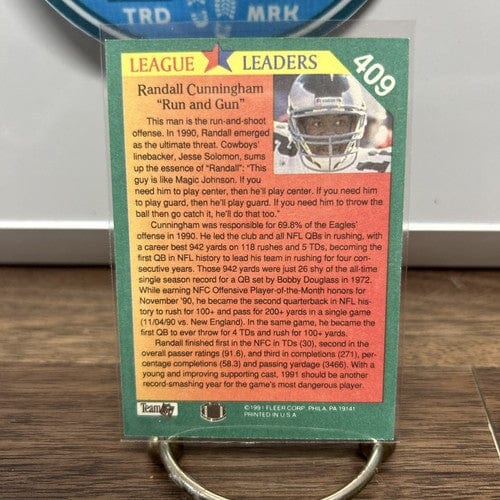 TRD MRK
LEAGUE LEADERS
409
Randall Cunningham
"Run and Gun"
This man is the run-and-shoot
offense. In 1990, Randall emerged
as the ultimate threat. Cowboys'
linebacker, Jesse Solomon, sums
up the essence of "Randall": "This
guy is like Magic Johnson. If you
need him to play center, then he'll play center. If you need him
to play guard, then he'll play guard. If you need him to throw the
ball then go catch it, he'll do that too."
Cunningham was responsible for 69.8% of the Eagles'
offense in 1990. He led the club and all NFL QBs in rushing, with
a career best 942 yards on 118 rushes and 5 TDs, becoming the
first QB in NFL history to lead his team in rushing for four con-
secutive years. Those 942 yards were just 26 shy of the all-time
single season record for a QB set by Bobby Douglass in 1972.
While earning NFC Offensive Player-of-the-Month honors for
November '90, he became the second quarterback in NFL his-
tory to rush for 100+ and pass for 200+ yards in a single game
(11/04/90 vs. New England). In the same game, he became the
first QB to ever throw for 4 TDs and rush for 100+ yards.
Randall finished first in the NFC in TDs (30), second in the
overall passer ratings (91.6), and third in completions (271), per-
centage completions (58.3) and passing yardage (3466). With a
young and improving supporting cast, 1991 should be another
record-smashing year for the game's most dangerous player.
Team NFL
©1991 FLEER CORP. PHILA, PA 19141
PRINTED IN U.S.A